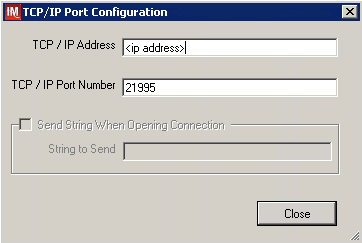 IM TCP/IP Port Configuration
TCP / IP Address <ip address>
TCP / IP Port Number 21995
Send String When Opening Connection
String to Send
Close